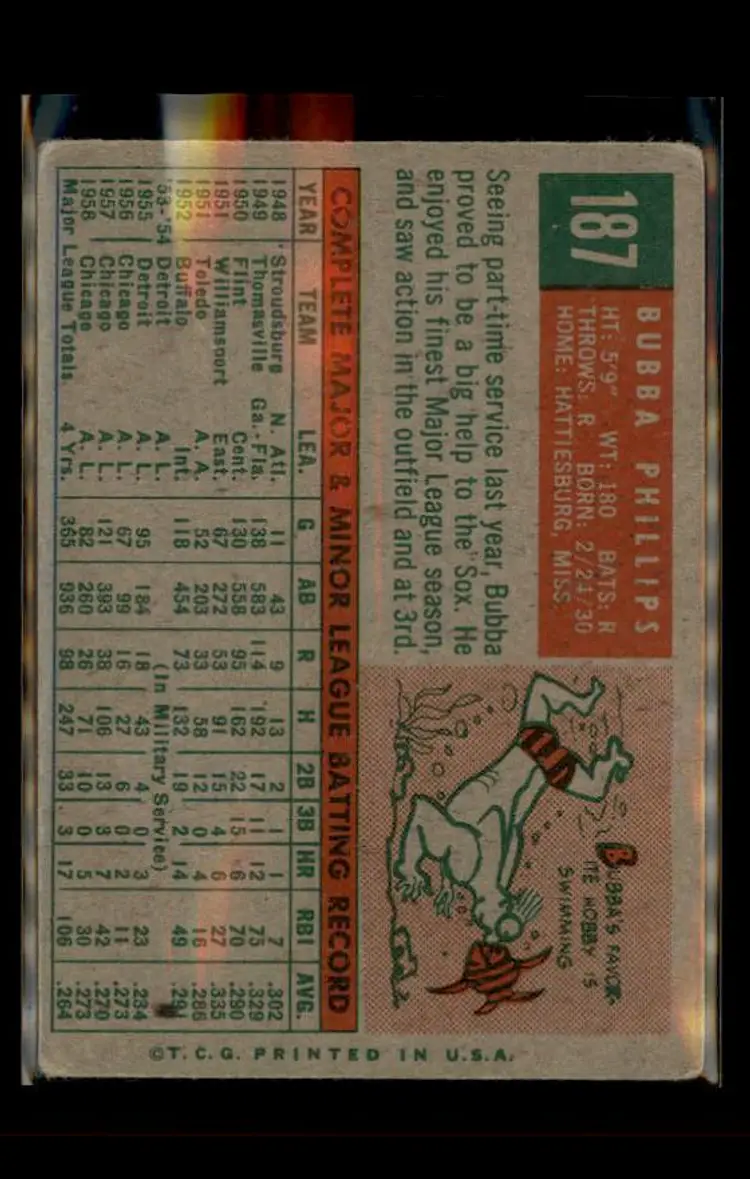 187
BUBBA PHILLIPS
HT: 5'9" WT: 180 BATS: R
THROWS: R BORN: 2/24/30
HOME: HATTIESBURG, MISS.
Seeing part-time service last year, Bubba
proved to be a big help to the Sox. He
enjoyed his finest Major League season,
and saw action in the outfield and at 3rd.
BUBBA'S FAVOR-
ITE HOBBY IS
SWIMMING
COMPLETE MAJOR & MINOR LEAGUE BATTING RECORD
YEAR TEAM LEA. G AB R H 2B 3B HR RBI AVG.
1948 Stroudsburg N. Atl. 11 43 9 13 2 1 1 7 .302
1949 Thomasville Ga.-Fla. 138 583 114 192 17 11 12 75 .329
1950 Flint Cent. 130 558 95 162 22 15 6 70 .290
1951 Williamsport East. 67 272 53 91 15 4 6 27 .335
1951 Toledo A. A. 52 203 33 58 12 0 4 16 .286
1952 Buffalo Int. 118 454 73 132 19 2 14 49 .291
'53-'54 Detroit A. L. (In Military Service)
1955 Detroit A. L. 95 184 18 43 4 0 3 23 .234
1956 Chicago A. L. 67 99 16 27 6 0 2 11 .273
1957 Chicago A. L. 121 393 38 106 13 3 7 42 .270
1958 Chicago A. L. 82 260 26 71 10 0 5 30 .273
Major League Totals 4 Yrs. 365 936 98 247 33 3 17 106 .264
©T.C.G. PRINTED IN U.S.A.